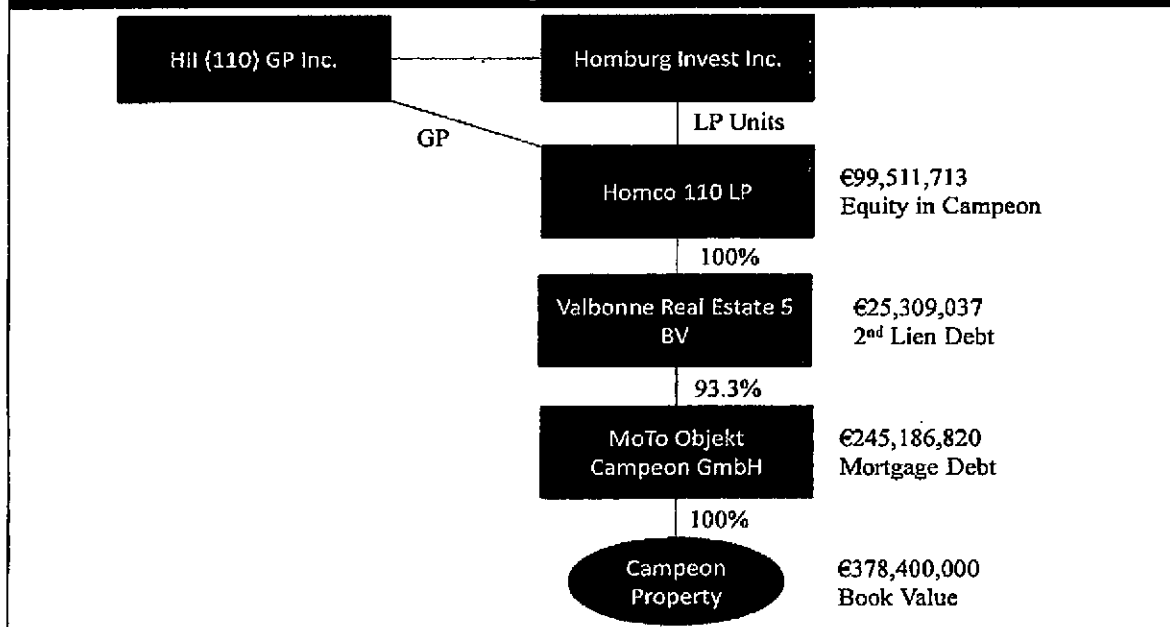 HII (110) GP Inc.
Homburg Invest Inc.
GP
LP Units
Homco 110 LP
€99,511,713
Equity in Campeon
100%
Valbonne Real Estate 5
BV
€25,309,037
2nd Lien Debt
93.3%
MoTo Objekt
Campeon GmbH
€245,186,820
Mortgage Debt
100%
Campeon
Property
€378,400,000
Book Value